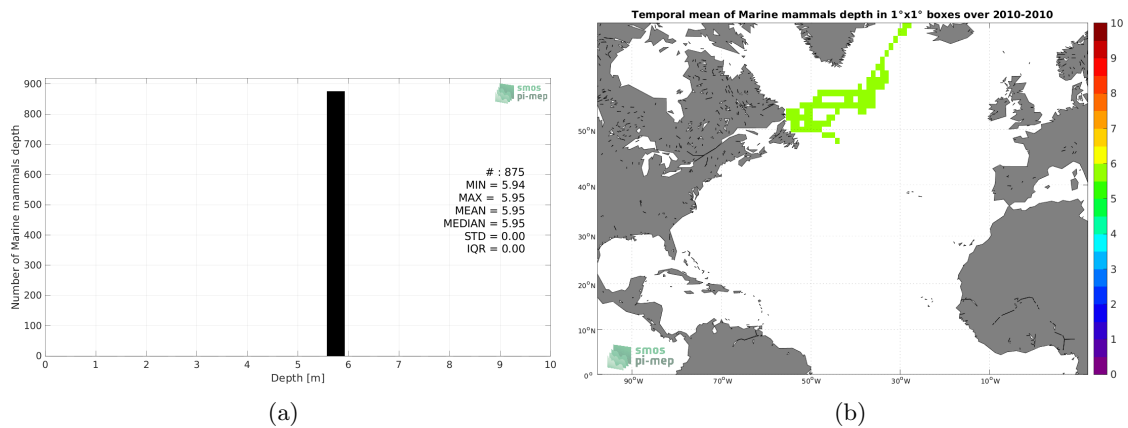 Temporal mean of Marine mammals depth in 1°x1° boxes over 2010-2010
900
800
700
600
500
400
300
200
100
0
Number of Marine mammals depth
smos
pi-mep
# : 875
MIN = 5.94
MAX = 5.95
MEAN = 5.95
MEDIAN = 5.95
STD = 0.00
IQR = 0.00
0 1 2 3 4 5 6 7 8 9 10
Depth [m]
(a)
50°N
40°N
30°N
20°N
10°N
0°
smos
pi-mep
90°W 70°W 50°W 30°W 10°W
10
9
8
7
6
5
4
3
2
1
0
(b)